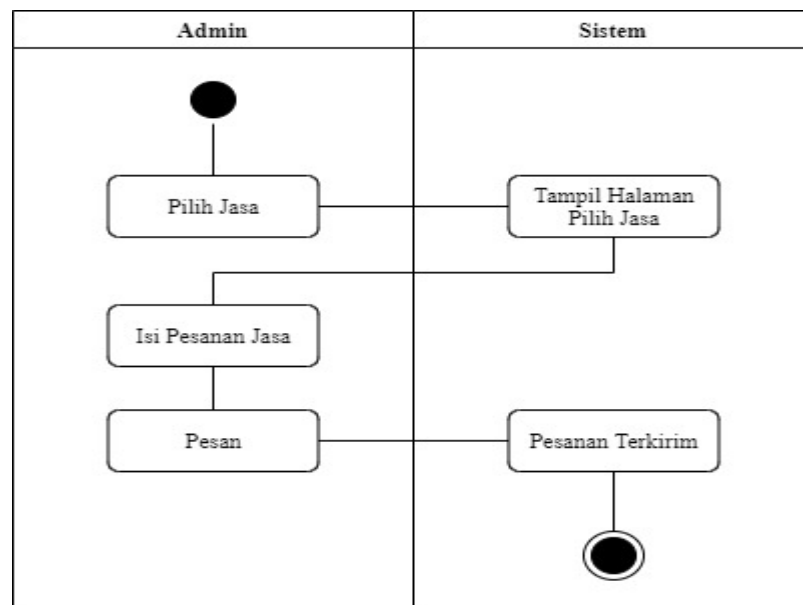 Admin
Sistem
Pilih Jasa
Tampil Halaman
Pilih Jasa
Isi Pesanan Jasa
Pesan
Pesanan Terkirim